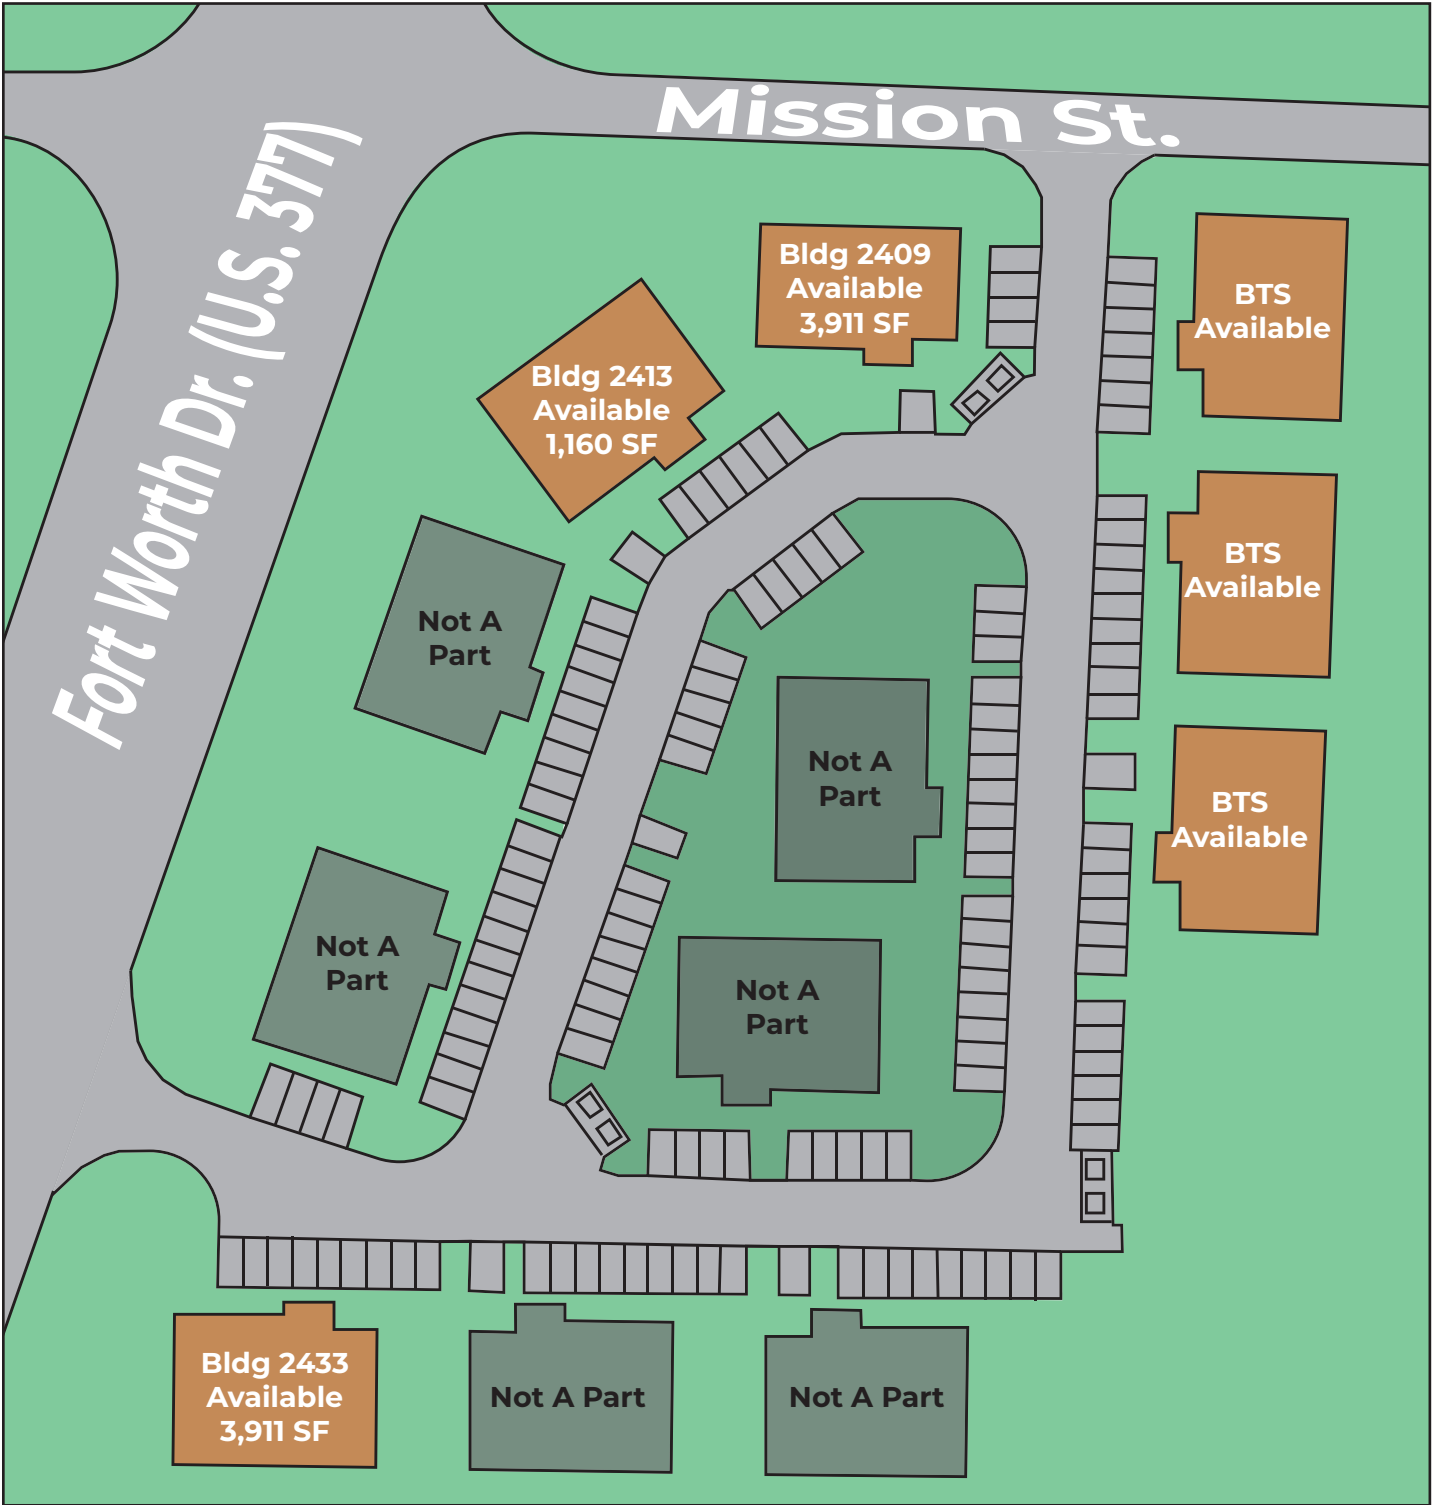 Mission St.
Fort Worth Dr. (U.S. 377)
Bldg 2409
Available
3,911 SF
BTS
Available
Bldg 2413
Available
1,160 SF
BTS
Available
Not A
Part
Not A
Part
BTS
Available
Not A
Part
Not A
Part
Bldg 2433
Available
3,911 SF
Not A Part
Not A Part